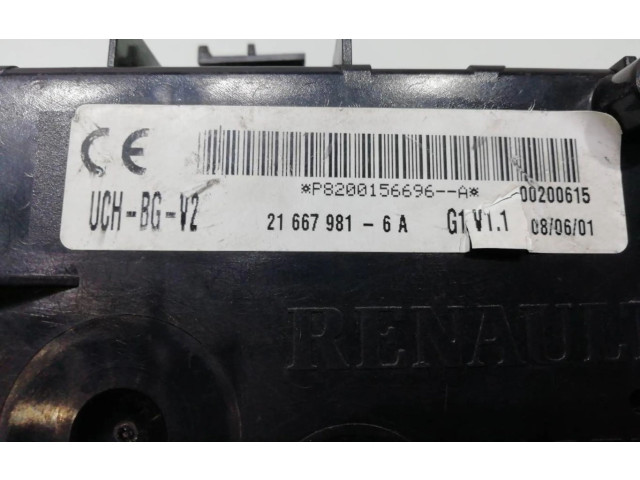 CE
*P8200156696--A* 00200615
UCH-BG-V2 21 667 981 - 6 A G1 V1.1 08/06/01
RENAULT